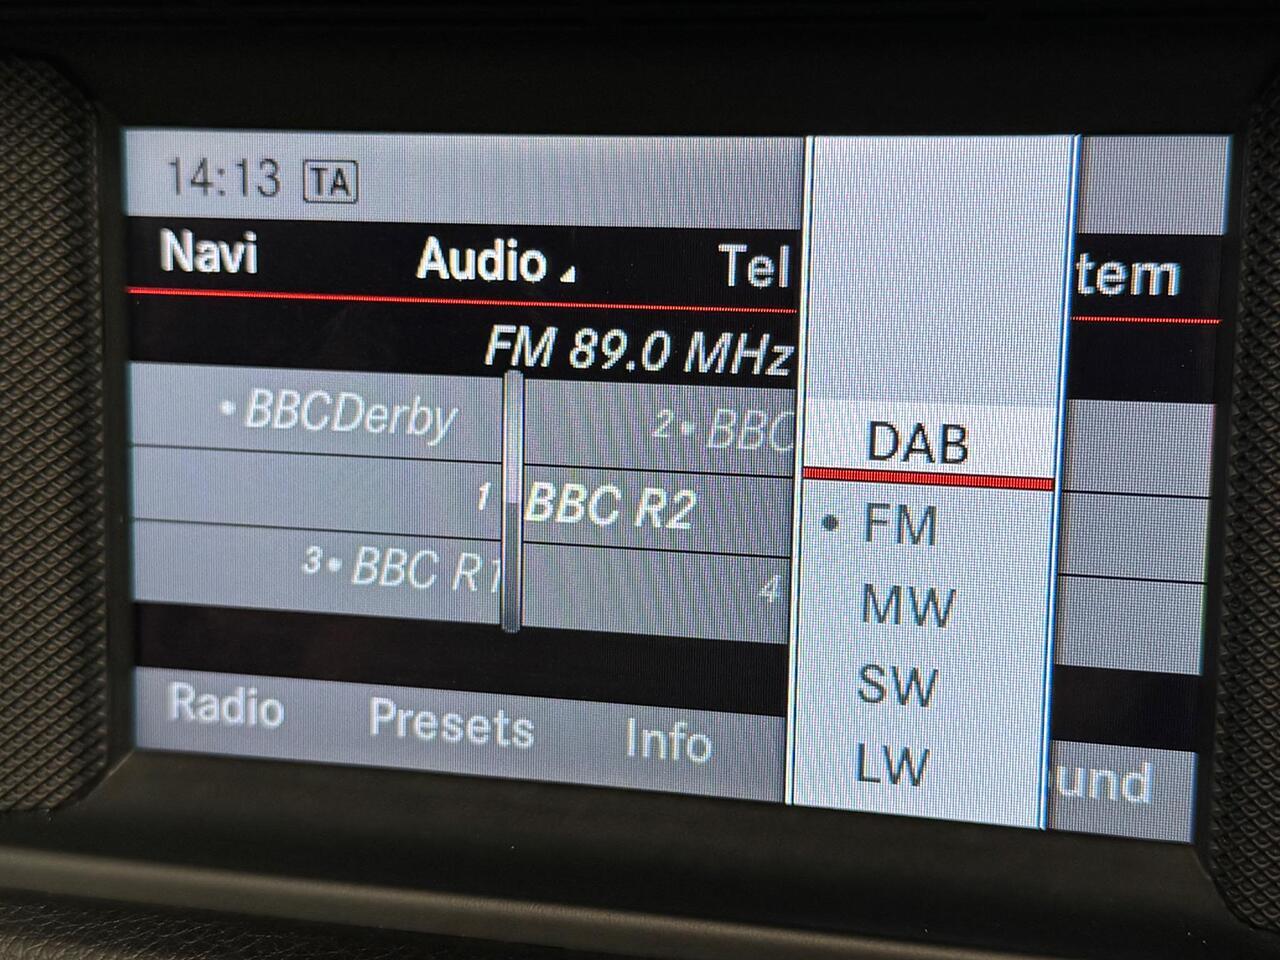 14:13 TA
Navi Audio Tel tem
FM 89.0 MHz
• BBCDerby 2• BBC
1 BBC R2
3• BBC R1 4
Radio Presets Info und
DAB
• FM
MW
SW
LW